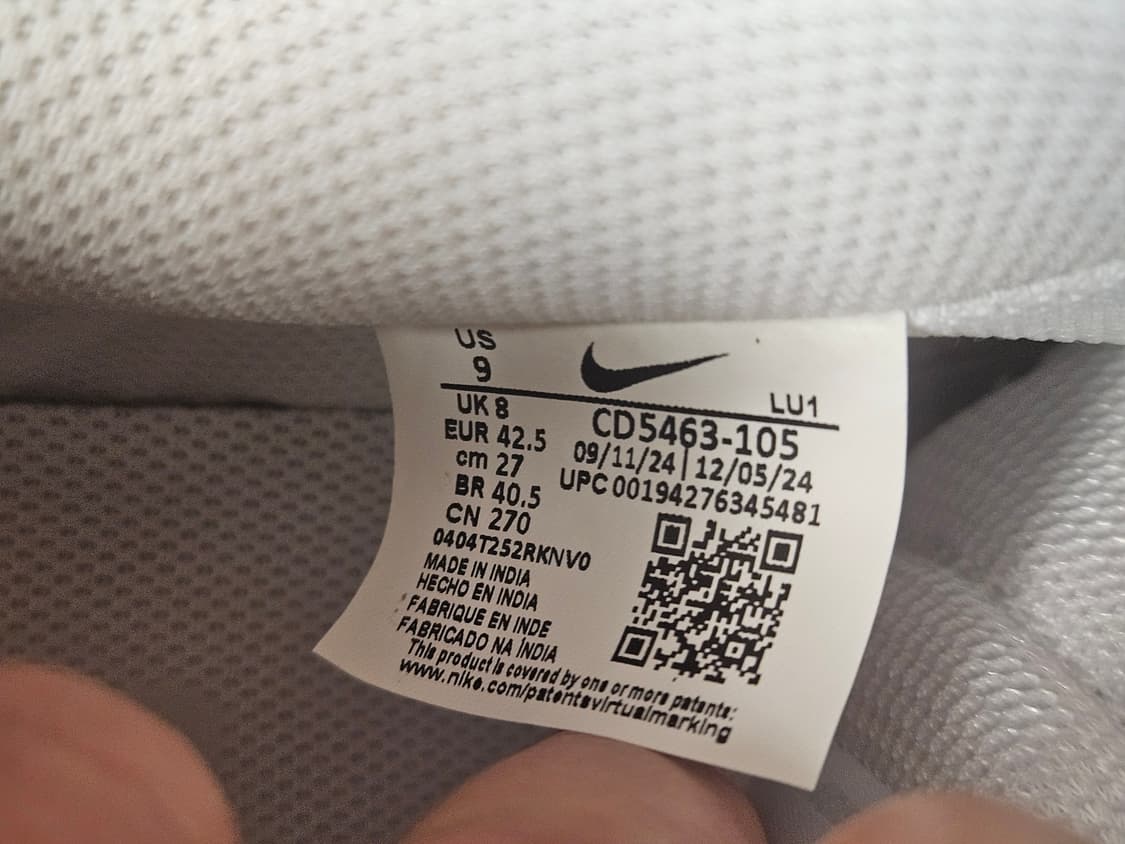 US
9
LU1
UK 8
EUR 42.5
cm 27
BR 40.5
CN 270
CD5463-105
09/11/24 | 12/05/24
UPC 00194276345481
0404T252RKNV0
MADE IN INDIA
HECHO EN INDIA
FABRIQUE EN INDE
FABRICADO NA ÍNDIA
This product is covered by one or more patents:
www.nike.com/patentsvirtualmarking